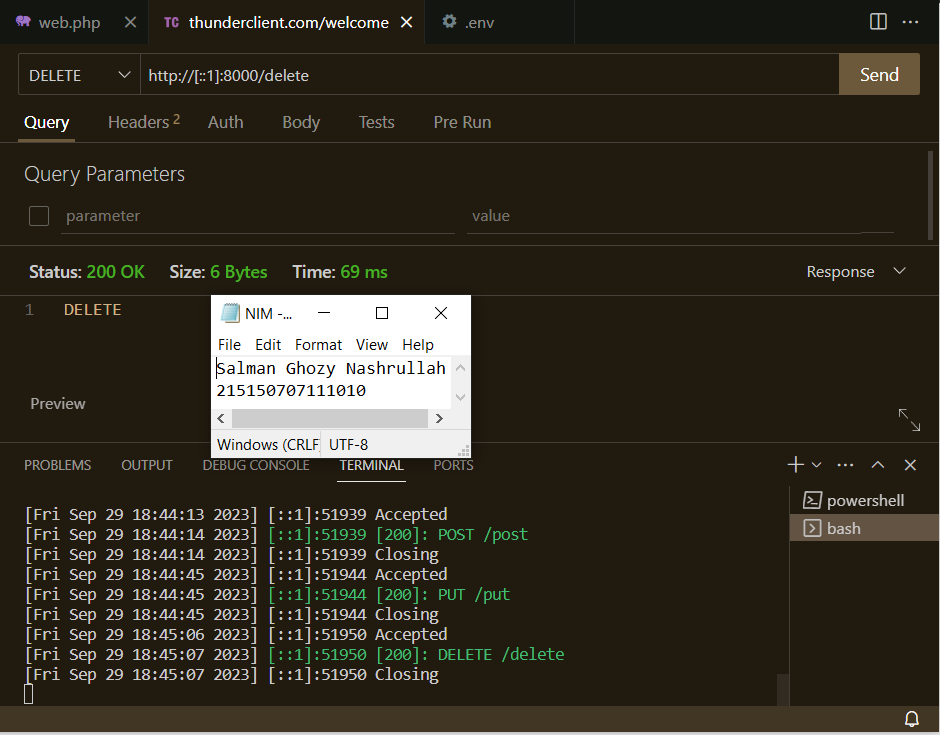 web.php
TC thunderclient.com/welcome
.env
DELETE http://[::1]:8000/delete Send
Query Headers 2 Auth Body Tests Pre Run
Query Parameters
parameter value
Status: 200 OK Size: 6 Bytes Time: 69 ms Response
1 DELETE
NIM -...
File Edit Format View Help
Salman Ghozy Nashrullah
215150707111010
Windows (CRLF UTF-8
Preview
PROBLEMS OUTPUT DEBUG CONSOLE TERMINAL PORTS
[Fri Sep 29 18:44:13 2023] [::1]:51939 Accepted
[Fri Sep 29 18:44:14 2023] [::1]:51939 [200]: POST /post
[Fri Sep 29 18:44:14 2023] [::1]:51939 Closing
[Fri Sep 29 18:44:45 2023] [::1]:51944 Accepted
[Fri Sep 29 18:44:45 2023] [::1]:51944 [200]: PUT /put
[Fri Sep 29 18:44:45 2023] [::1]:51944 Closing
[Fri Sep 29 18:45:06 2023] [::1]:51950 Accepted
[Fri Sep 29 18:45:07 2023] [::1]:51950 [200]: DELETE /delete
[Fri Sep 29 18:45:07 2023] [::1]:51950 Closing
powershell
bash